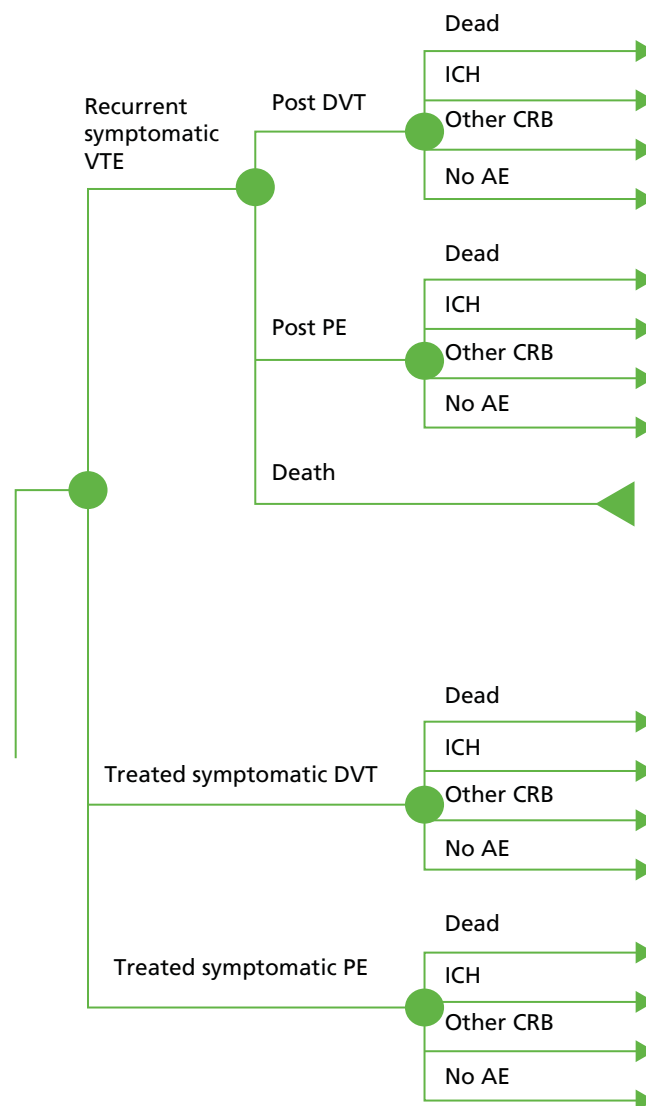 Dead
ICH
Recurrent
symptomatic
VTE
Post DVT
Other CRB
No AE
Dead
ICH
Post PE
Other CRB
No AE
Death
Dead
ICH
Treated symptomatic DVT
Other CRB
No AE
Dead
Treated symptomatic PE
ICH
Other CRB
No AE